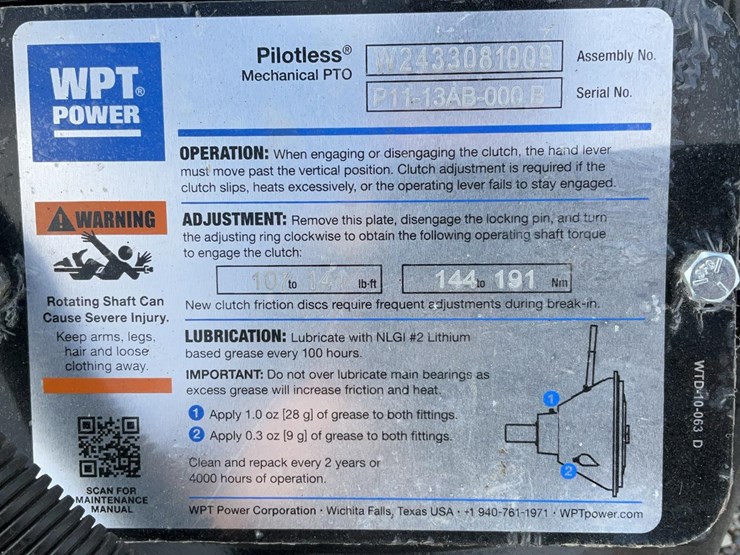 WPT®
POWER
Pilotless®
Mechanical PTO
W2433081009 Assembly No.
P11-13AB-000 B Serial No.
OPERATION: When engaging or disengaging the clutch, the hand lever
must move past the vertical position. Clutch adjustment is required if the
clutch slips, heats excessively, or the operating lever fails to stay engaged.
WARNING
Rotating Shaft Can
Cause Severe Injury.
Keep arms, legs,
hair and loose
clothing away.
SCAN FOR
MAINTENANCE
MANUAL
ADJUSTMENT: Remove this plate, disengage the locking pin, and turn
the adjusting ring clockwise to obtain the following operating shaft torque
to engage the clutch:
to lb·ft 144 to 191 Nm
New clutch friction discs require frequent adjustments during break-in.
LUBRICATION: Lubricate with NLGI #2 Lithium
based grease every 100 hours.
IMPORTANT: Do not over lubricate main bearings as
excess grease will increase friction and heat.
1 Apply 1.0 oz [28 g] of grease to both fittings.
2 Apply 0.3 oz [9 g] of grease to both fittings.
Clean and repack every 2 years or
4000 hours of operation.
1
2
WPT Power Corporation · Wichita Falls, Texas USA · +1 940-761-1971 · WPTpower.com
WTD-10-063 D